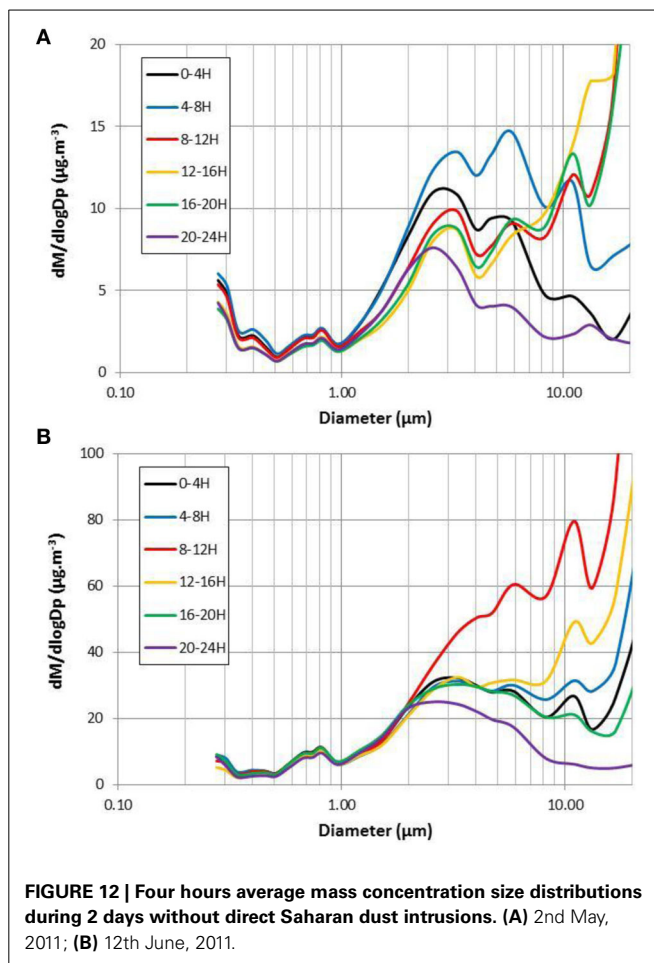 A
20
15
10
5
0
dM/dlogDp (µg.m⁻³)
0-4H
4-8H
8-12H
12-16H
16-20H
20-24H
0.10
1.00
10.00
Diameter (µm)
B
100
80
60
40
20
0
dM/dlogDp (µg.m⁻³)
0-4H
4-8H
8-12H
12-16H
16-20H
20-24H
0.10
1.00
10.00
Diameter (µm)
FIGURE 12 | Four hours average mass concentration size distributions
during 2 days without direct Saharan dust intrusions. (A) 2nd May,
2011; (B) 12th June, 2011.